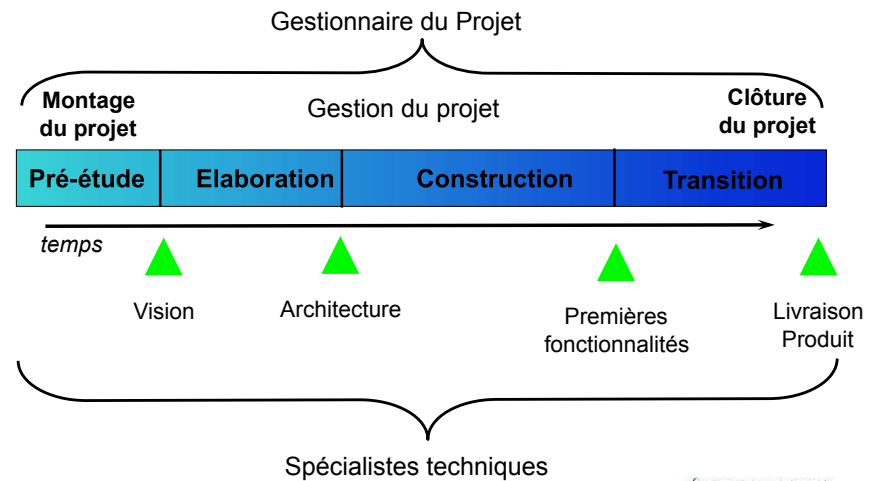 Gestionnaire du Projet
Montage
du projet
Gestion du projet
Clôture
du projet
Pré-étude
Elaboration
Construction
Transition
temps
Vision
Architecture
Premières
fonctionnalités
Livraison
Produit
Spécialistes techniques